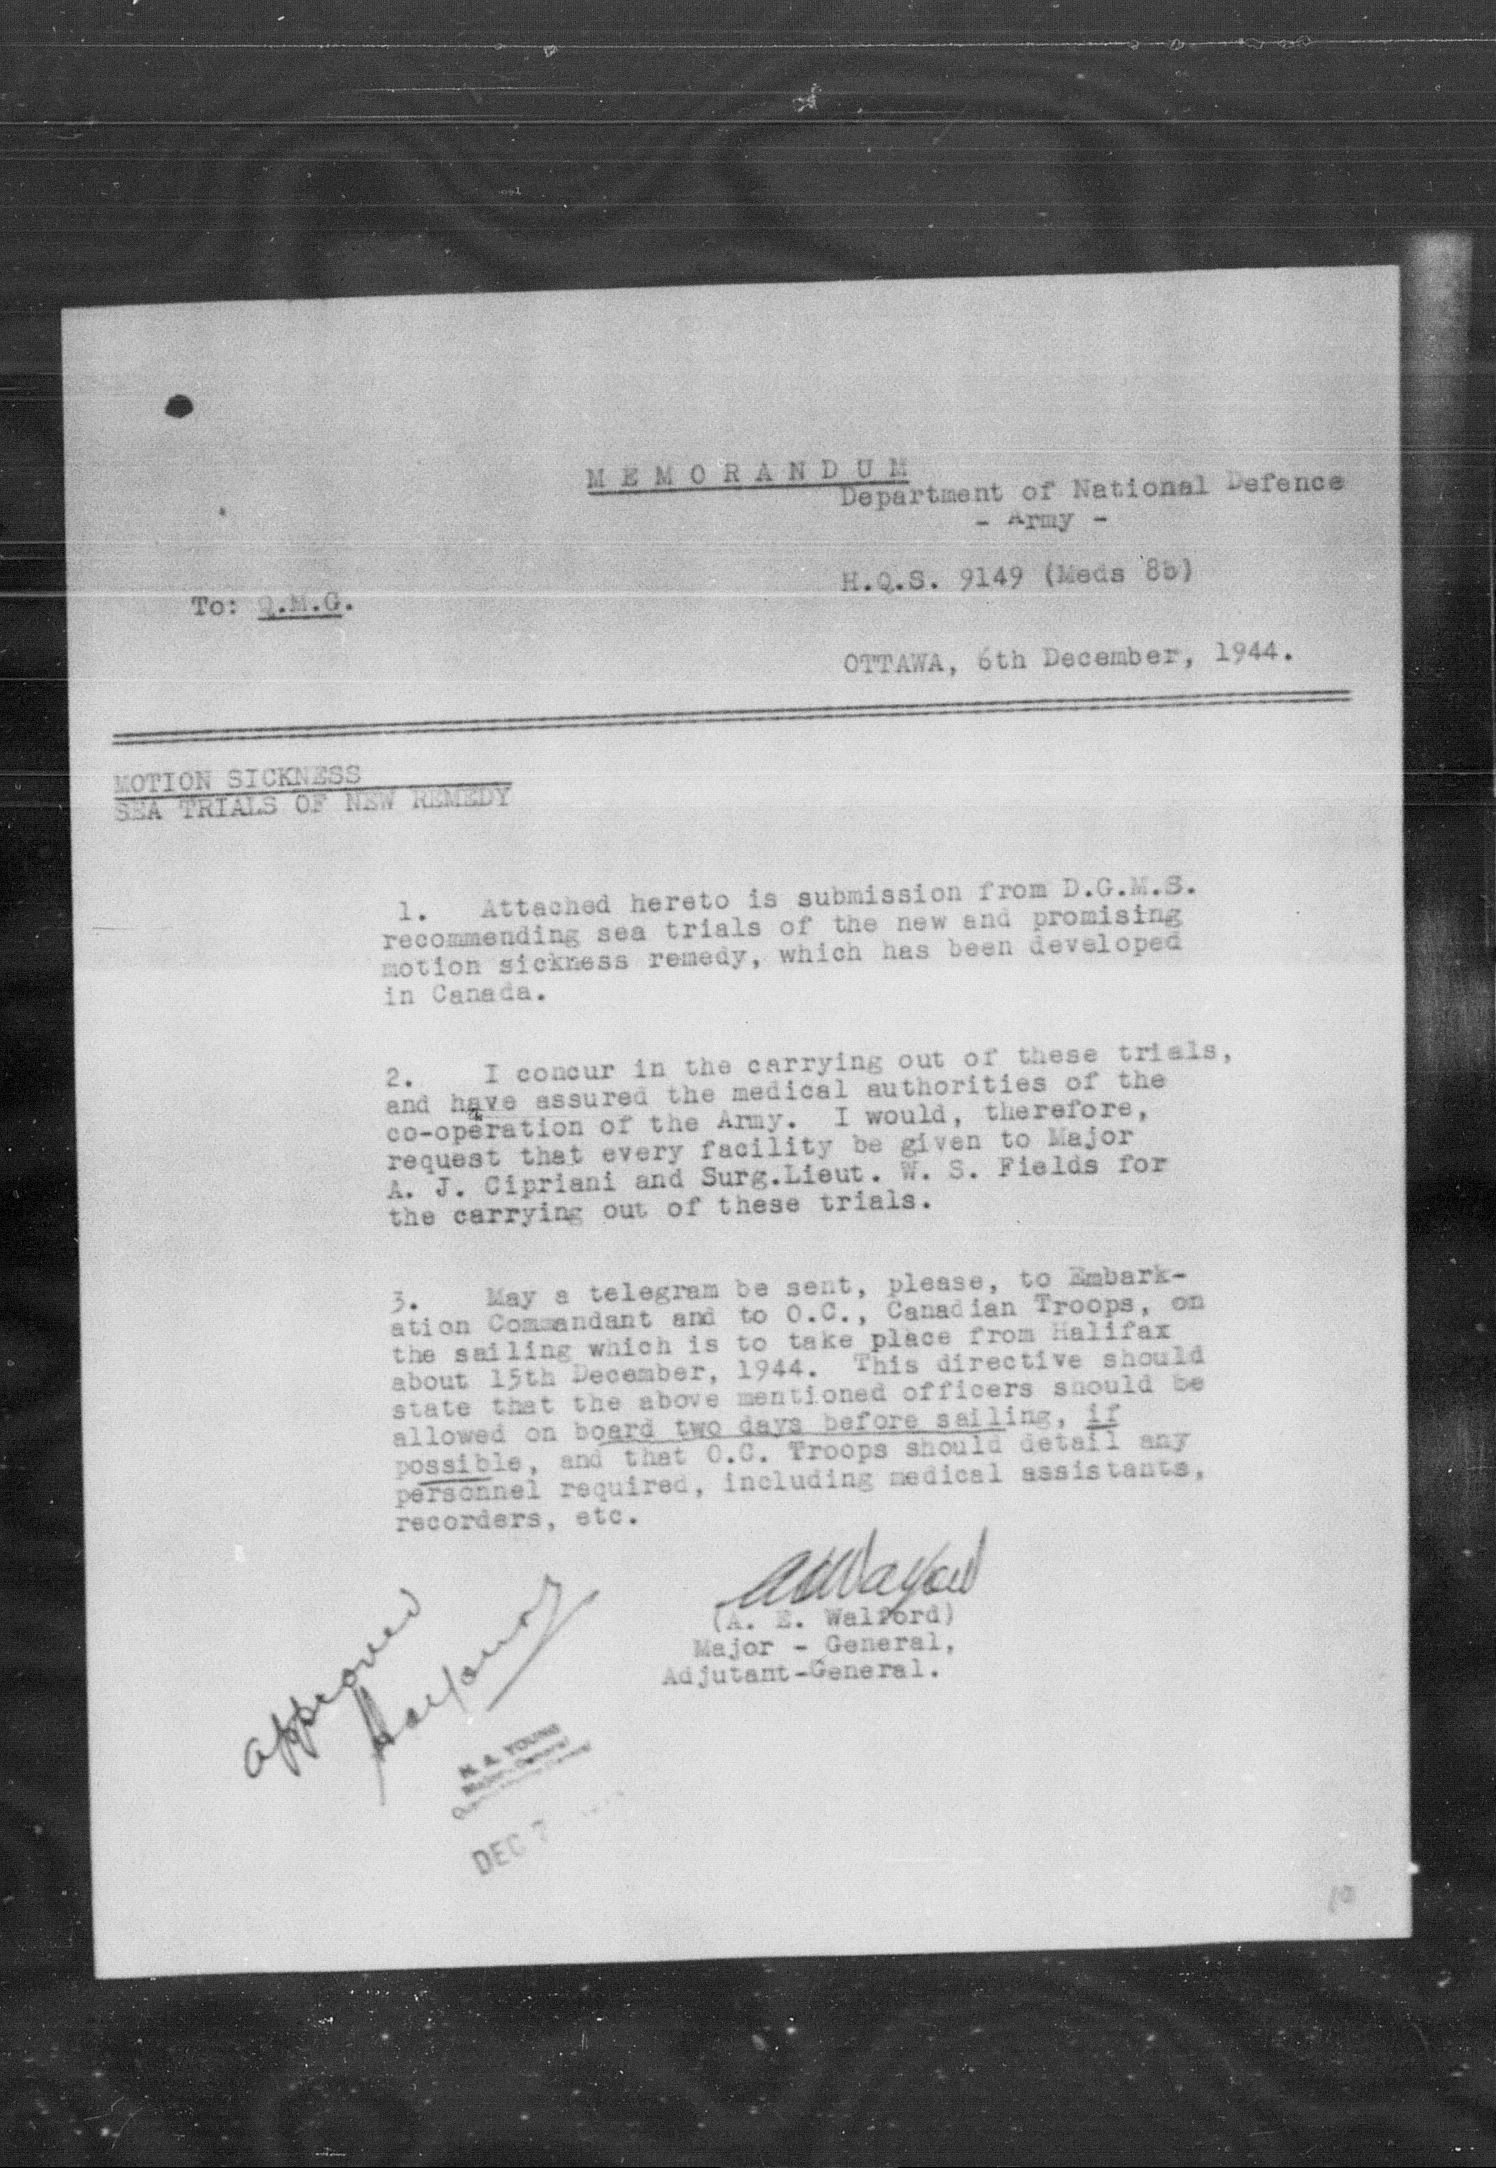 MEMORANDUM
Department of National Defence
- Army -
H.Q.S. 9149 (Meds 8b)
To: Q.M.G.
OTTAWA, 6th December, 1944.
MOTION SICKNESS
SEA TRIALS OF NEW REMEDY
1. Attached hereto is submission from D.G.M.S.
recommending sea trials of the new and promising
motion sickness remedy, which has been developed
in Canada.
2. I concur in the carrying out of these trials,
and have assured the medical authorities of the
co-operation of the Army. I would, therefore,
request that every facility be given to Major
A. J. Cipriani and Surg.Lieut. W. S. Fields for
the carrying out of these trials.
3. May a telegram be sent, please, to Embark-
ation Commandant and to O.C., Canadian Troops, on
the sailing which is to take place from Halifax
about 15th December, 1944. This directive should
state that the above mentioned officers should be
allowed on board two days before sailing, if
possible, and that O.C. Troops should detail any
personnel required, including medical assistants,
recorders, etc.
(A. E. Walford)
Major - General,
Adjutant-General.
approved
H. A. YOUNG
Major-General
DEC 7
10